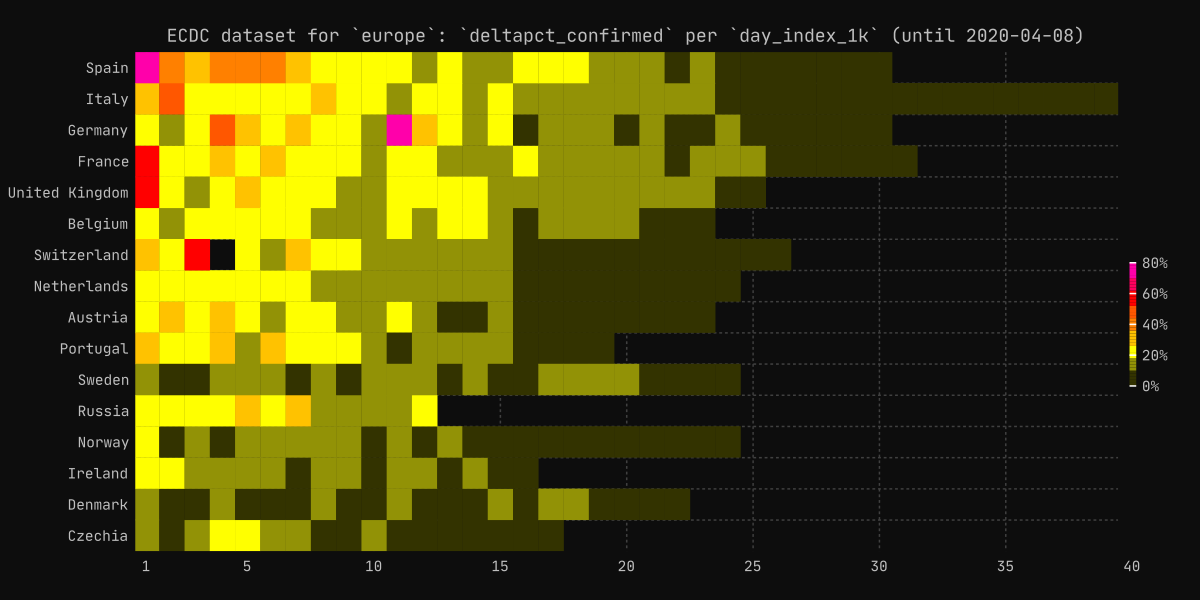 ECDC dataset for `europe`: `deltapct_confirmed` per `day_index_1k` (until 2020-04-08)
Spain
Italy
Germany
France
United Kingdom
Belgium
Switzerland
Netherlands
Austria
Portugal
Sweden
Russia
Norway
Ireland
Denmark
Czechia
80%
60%
40%
20%
0%
1 5 10 15 20 25 30 35 40